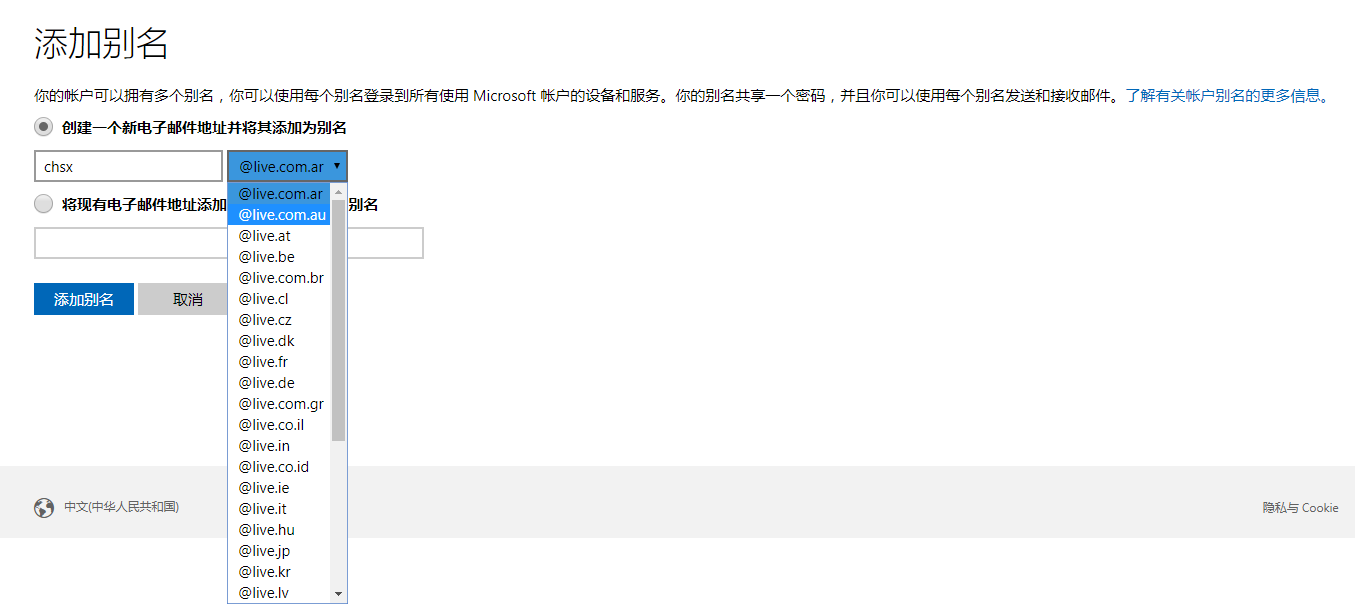 添加别名
你的帐户可以拥有多个别名，你可以使用每个别名登录到所有使用 Microsoft 帐户的设备和服务。你的别名共享一个密码，并且你可以使用每个别名发送和接收邮件。了解有关帐户别名的更多信息。
创建一个新电子邮件地址并将其添加为别名
chsx @live.com.ar
@live.com.ar
将现有电子邮件地址添加 别名
@live.com.au
@live.at
@live.be
@live.com.br
添加别名 取消
@live.cl
@live.cz
@live.dk
@live.fr
@live.de
@live.com.gr
@live.co.il
@live.in
@live.co.id
@live.ie
@live.it
@live.hu
@live.jp
@live.kr
@live.lv
中文(中华人民共和国)
隐私与 Cookie